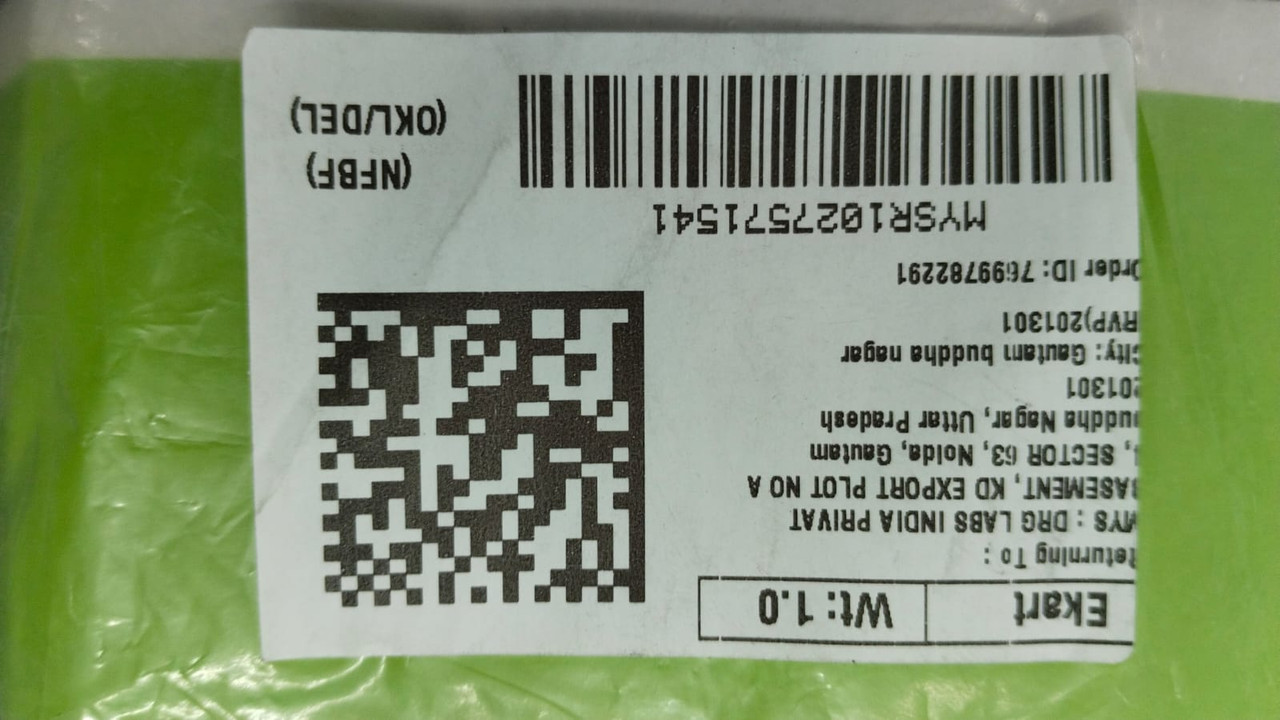 Ekart
Wt: 1.0
Returning To :
MYS : DRG LABS INDIA PRIVAT
BASEMENT, KD EXPORT PLOT NO A
, SECTOR 63, Noida, Gautam
uddha Nagar, Uttar Pradesh
201301
City: Gautam buddha nagar
RVP)201301
Order ID: 7699782291
MYSR1027571541
(NFBF)
(OKL/DEL)